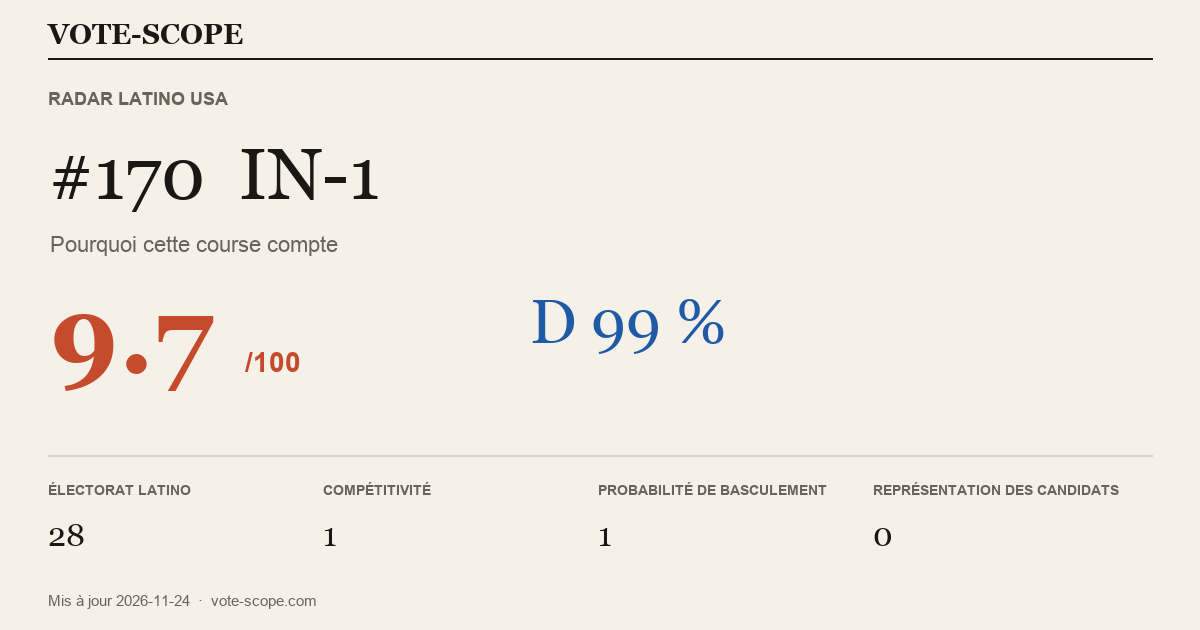 VOTE-SCOPE
RADAR LATINO USA
#170 IN-1
Pourquoi cette course compte
9.7 /100
D 99 %
ÉLECTORAT LATINO COMPÉTITIVITÉ PROBABILITÉ DE BASCULEMENT REPRÉSENTATION DES CANDIDATS
28 1 1 0
Mis à jour 2026-11-24 · vote-scope.com